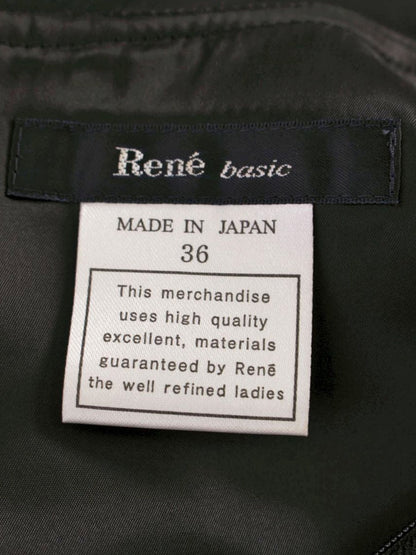 René basic
MADE IN JAPAN
36
This merchandise
uses high quality
excellent, materials
guaranteed by René
the well refined ladies